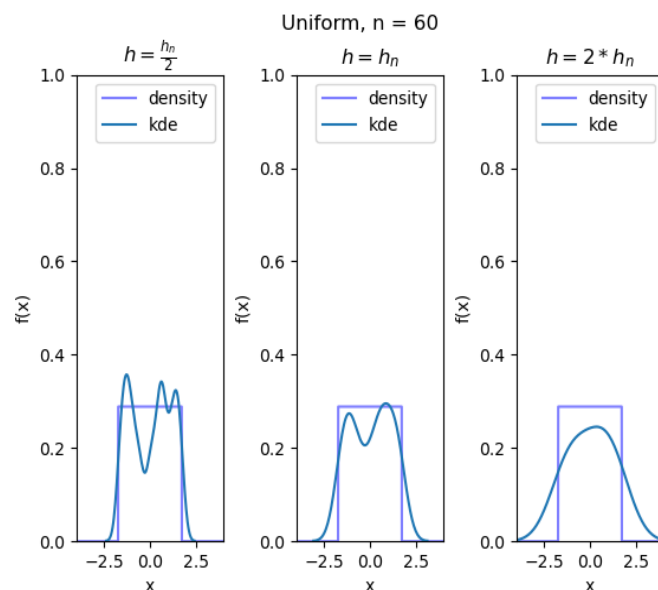 Uniform, n = 60
h = h_n/2
h = h_n
h = 2 * h_n
density
kde
density
kde
density
kde
1.0
0.8
0.6
0.4
0.2
0.0
f(x)
1.0
0.8
0.6
0.4
0.2
0.0
f(x)
1.0
0.8
0.6
0.4
0.2
0.0
f(x)
−2.5 0.0 2.5
x
−2.5 0.0 2.5
x
−2.5 0.0 2.5
x